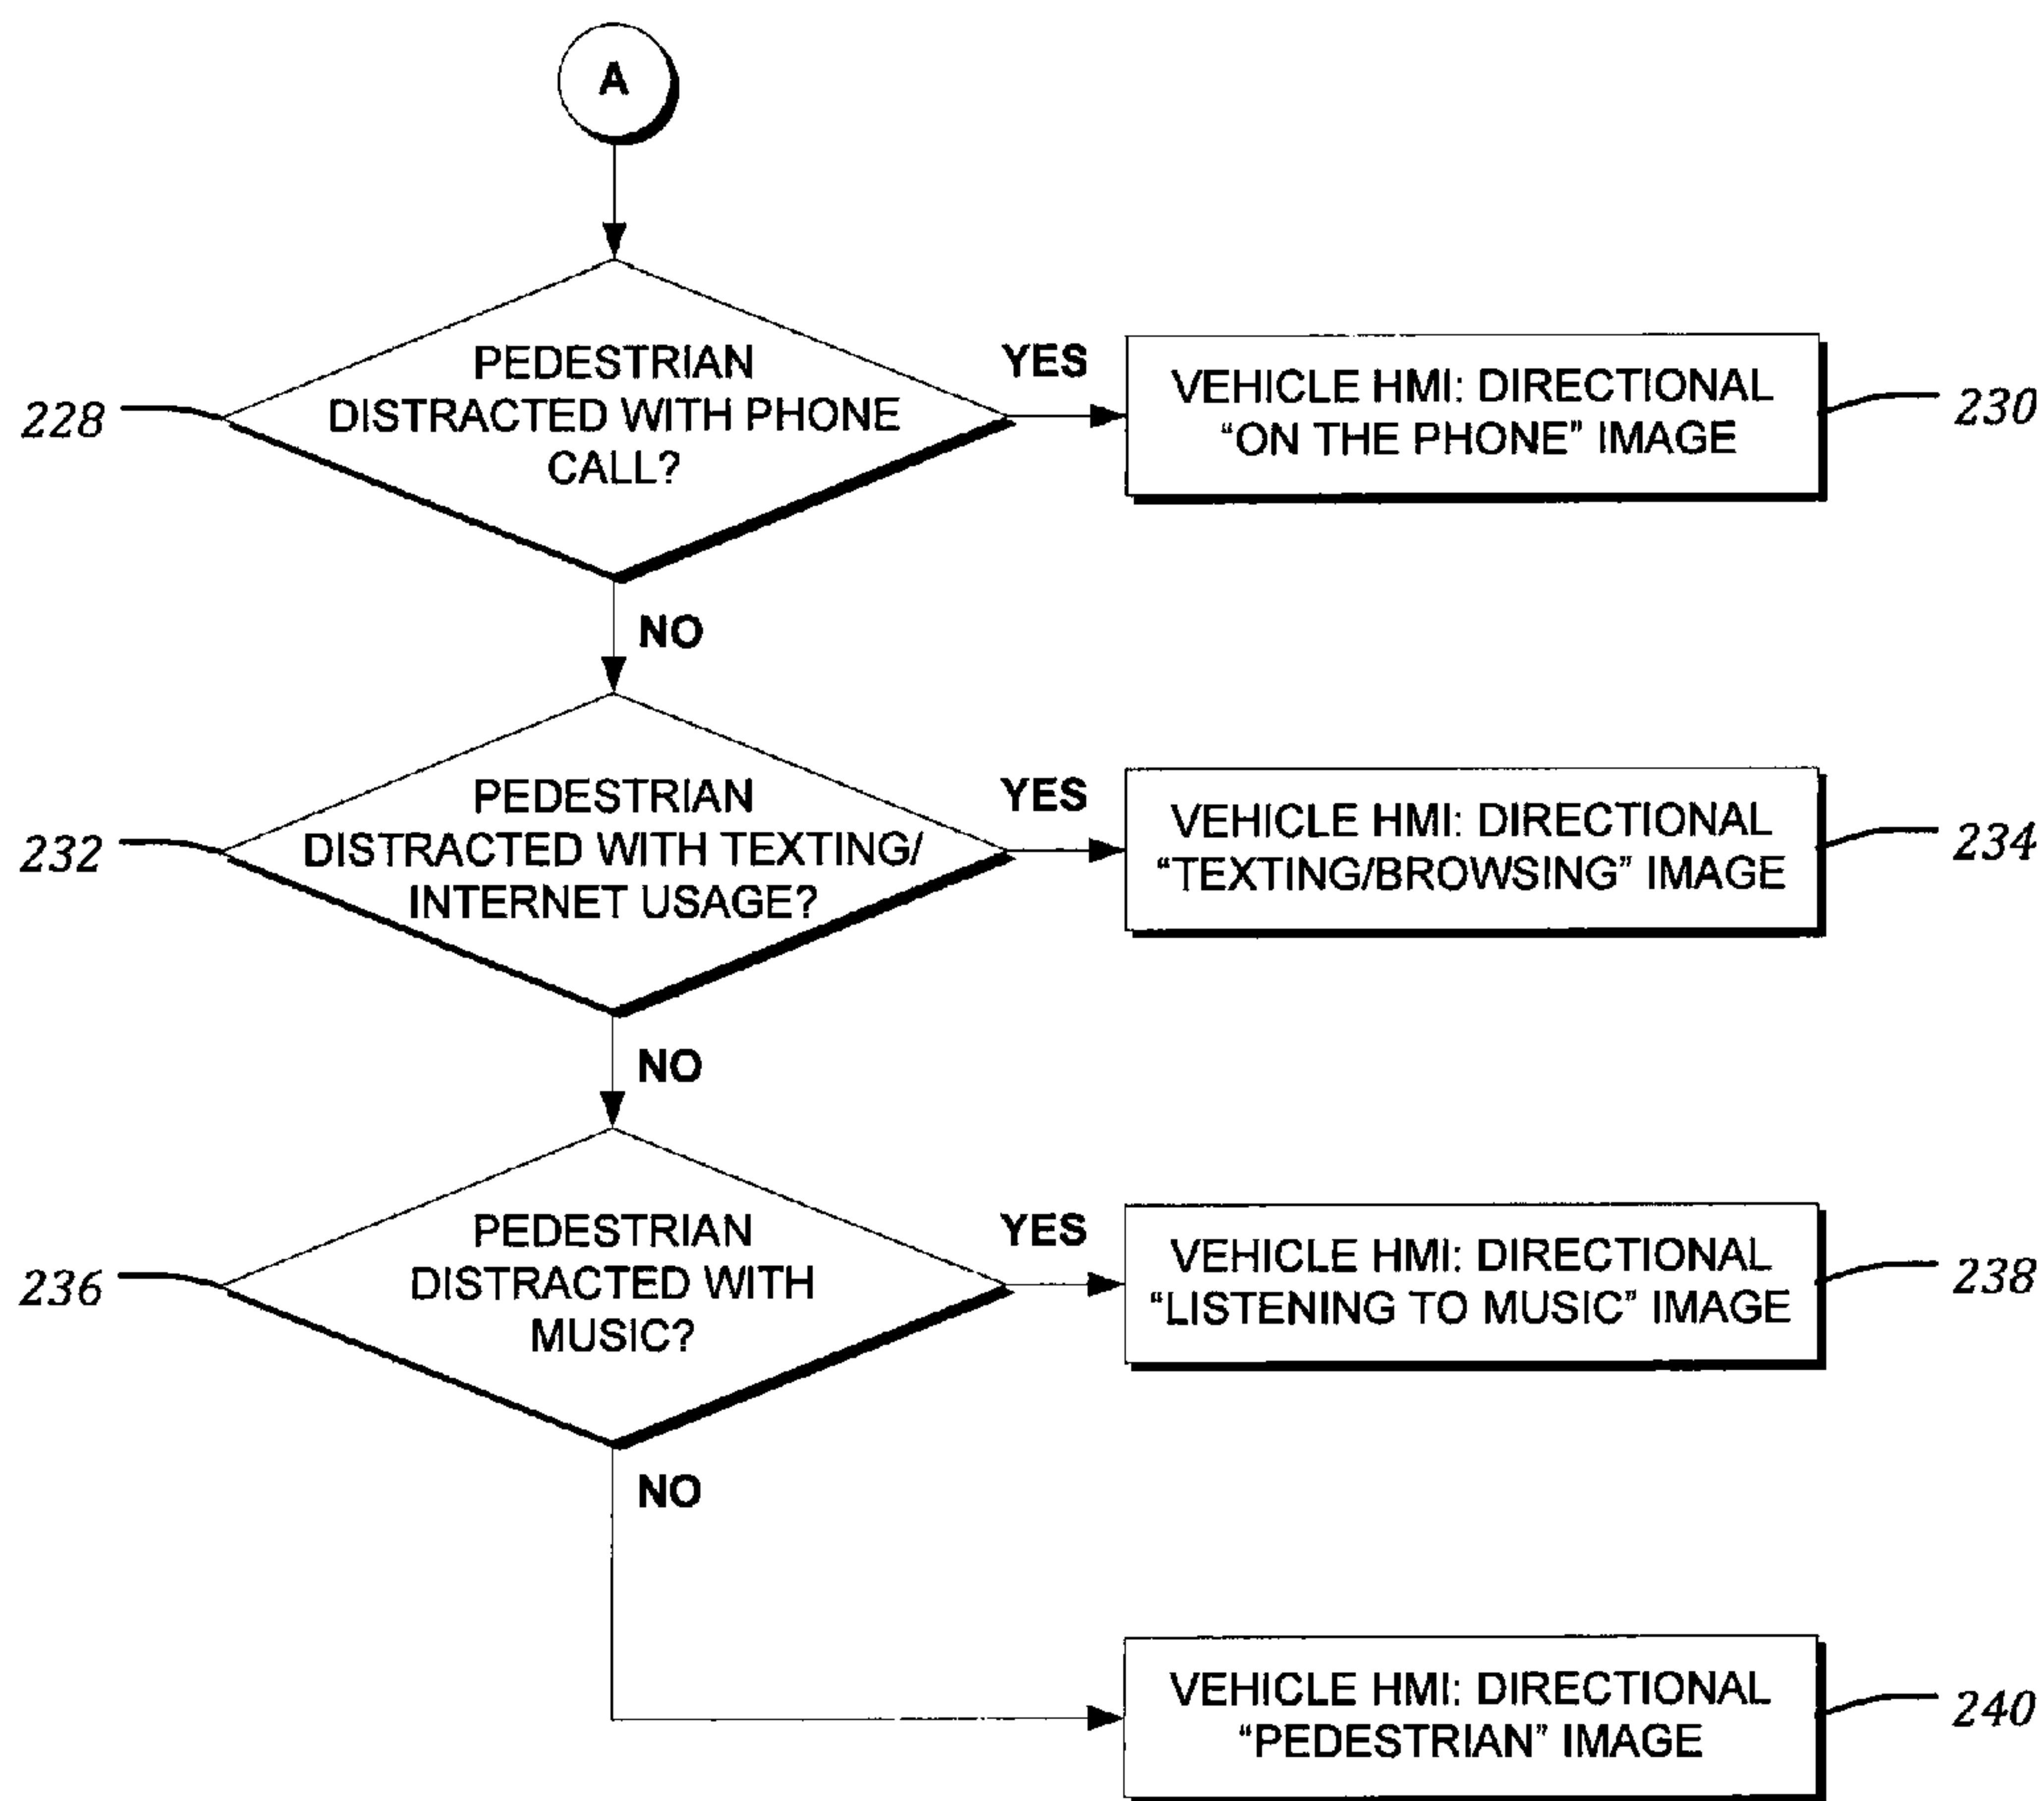 A
PEDESTRIAN
DISTRACTED WITH PHONE
CALL?
228
YES
VEHICLE HMI: DIRECTIONAL
“ON THE PHONE” IMAGE
230
NO
PEDESTRIAN
DISTRACTED WITH TEXTING/
INTERNET USAGE?
232
YES
VEHICLE HMI: DIRECTIONAL
“TEXTING/BROWSING” IMAGE
234
NO
PEDESTRIAN
DISTRACTED WITH
MUSIC?
236
YES
VEHICLE HMI: DIRECTIONAL
“LISTENING TO MUSIC” IMAGE
238
NO
VEHICLE HMI: DIRECTIONAL
“PEDESTRIAN” IMAGE
240